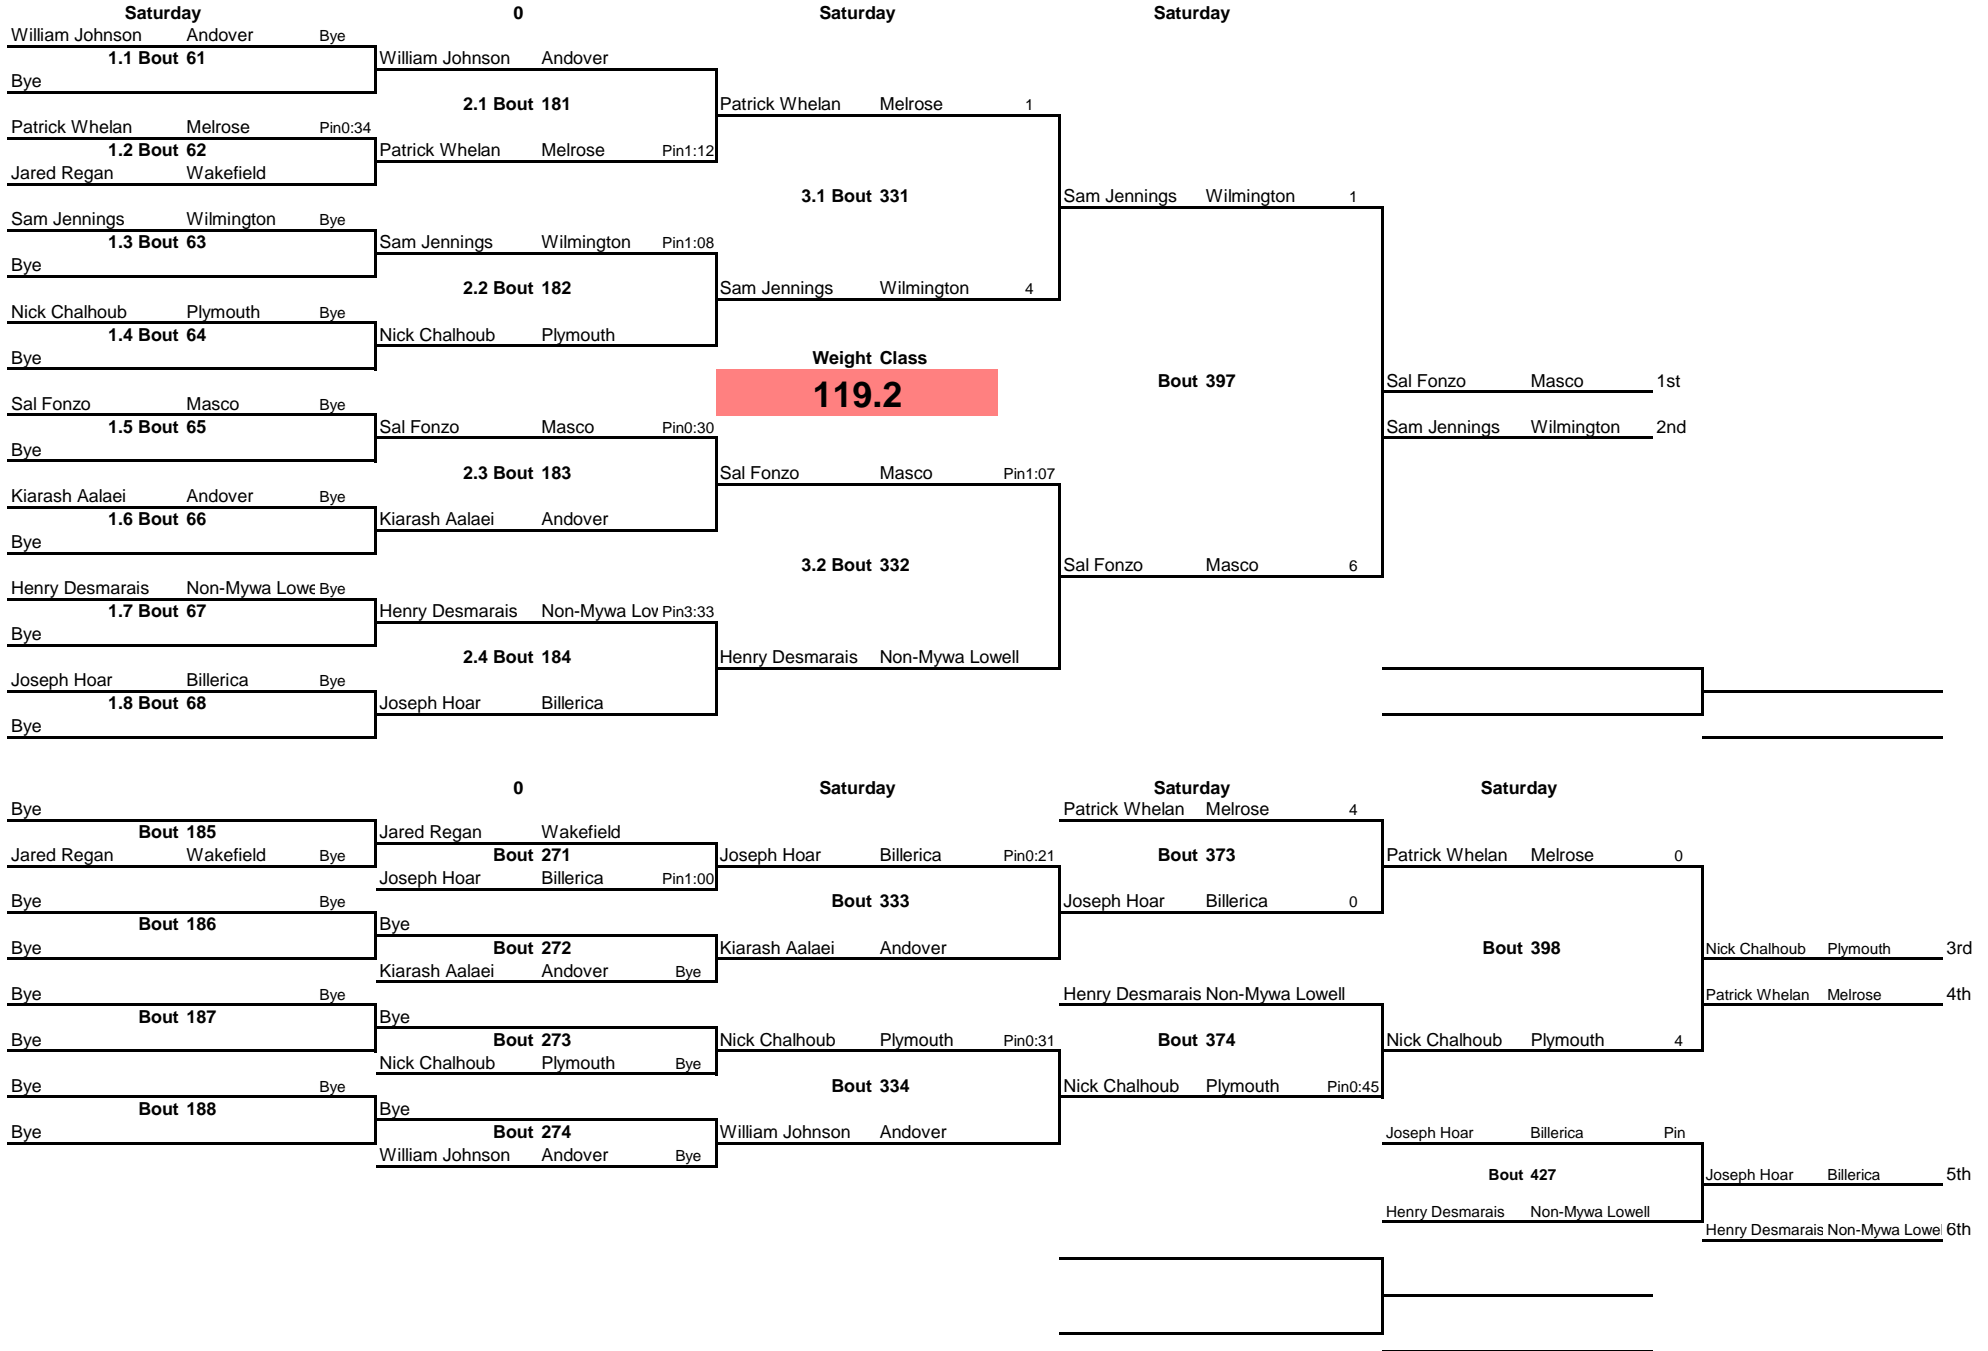 Saturday 0 Saturday Saturday
William Johnson Andover Bye
1.1 Bout 61 William Johnson Andover
Bye
2.1 Bout 181 Patrick Whelan Melrose 1
Patrick Whelan Melrose Pin0:34
1.2 Bout 62 Patrick Whelan Melrose Pin1:12
Jared Regan Wakefield
3.1 Bout 331 Sam Jennings Wilmington 1
Sam Jennings Wilmington Bye
1.3 Bout 63 Sam Jennings Wilmington Pin1:08
Bye
2.2 Bout 182 Sam Jennings Wilmington 4
Nick Chalhoub Plymouth Bye
1.4 Bout 64 Nick Chalhoub Plymouth
Bye Weight Class
119.2 Bout 397 Sal Fonzo Masco 1st
Sal Fonzo Masco Bye
1.5 Bout 65 Sal Fonzo Masco Pin0:30 Sam Jennings Wilmington 2nd
Bye
2.3 Bout 183 Sal Fonzo Masco Pin1:07
Kiarash Aalaei Andover Bye
1.6 Bout 66 Kiarash Aalaei Andover
Bye
3.2 Bout 332 Sal Fonzo Masco 6
Henry Desmarais Non-Mywa Lowe Bye
1.7 Bout 67 Henry Desmarais Non-Mywa Lov Pin3:33
Bye
2.4 Bout 184 Henry Desmarais Non-Mywa Lowell
Joseph Hoar Billerica Bye
1.8 Bout 68 Joseph Hoar Billerica
Bye
0 Saturday Saturday Saturday
Bye Patrick Whelan Melrose 4
Bout 185 Jared Regan Wakefield
Jared Regan Wakefield Bye Bout 271 Joseph Hoar Billerica Pin0:21 Bout 373 Patrick Whelan Melrose 0
Joseph Hoar Billerica Pin1:00
Bye Bye Bout 333 Joseph Hoar Billerica 0
Bout 186 Bye
Bye Bout 272 Kiarash Aalaei Andover Bout 398 Nick Chalhoub Plymouth 3rd
Kiarash Aalaei Andover Bye
Bye Bye Henry Desmarais Non-Mywa Lowell Patrick Whelan Melrose 4th
Bout 187 Bye
Bye Bout 273 Nick Chalhoub Plymouth Pin0:31 Bout 374 Nick Chalhoub Plymouth 4
Nick Chalhoub Plymouth Bye
Bye Bye Bout 334 Nick Chalhoub Plymouth Pin0:45
Bout 188 Bye
Bye Bout 274 William Johnson Andover Joseph Hoar Billerica Pin
William Johnson Andover Bye
Bout 427 Joseph Hoar Billerica 5th
Henry Desmarais Non-Mywa Lowell
Henry Desmarais Non-Mywa Lowel 6th